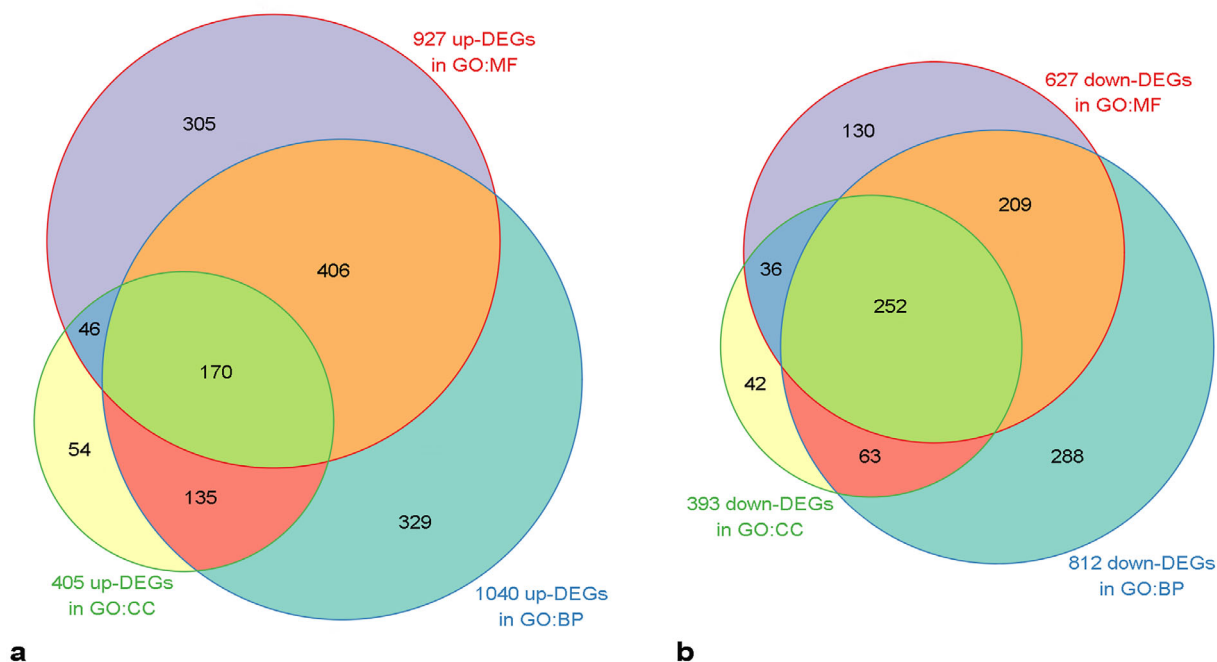 927 up-DEGs
in GO:MF
305
406
46
170
54
135
329
405 up-DEGs
in GO:CC
1040 up-DEGs
in GO:BP
a
627 down-DEGs
in GO:MF
130
209
36
252
42
63
288
393 down-DEGs
in GO:CC
812 down-DEGs
in GO:BP
b